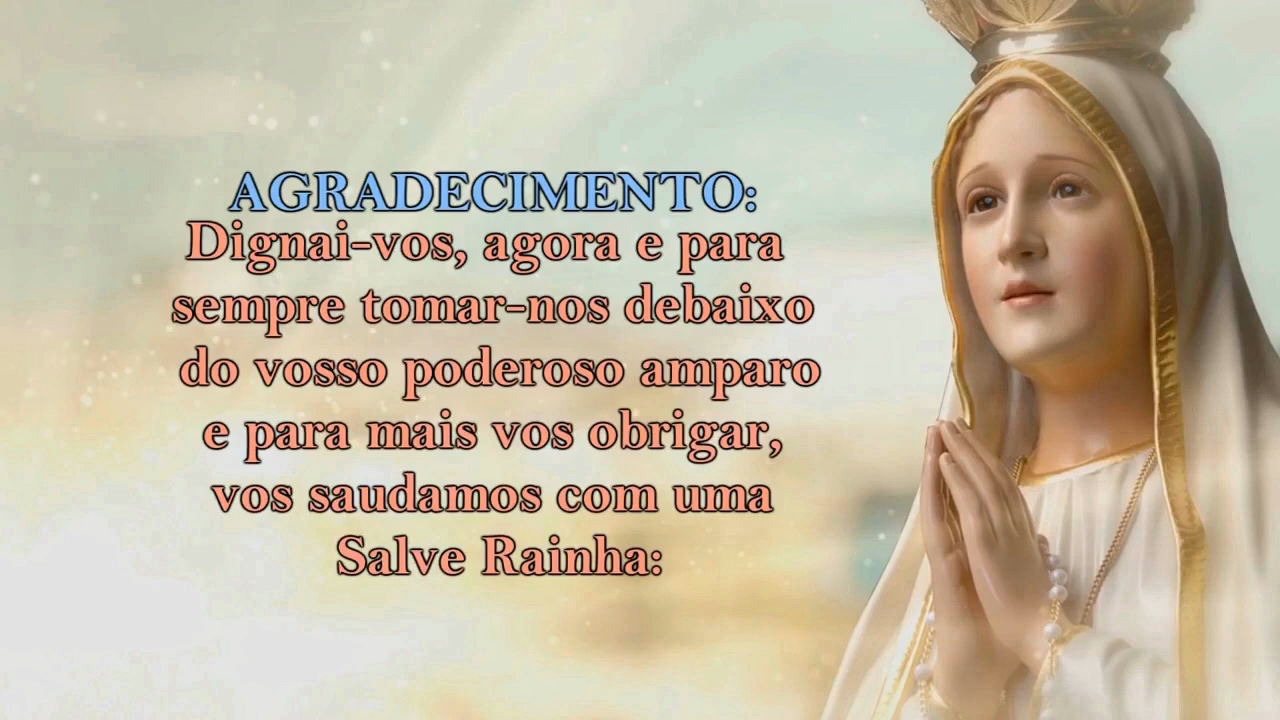 AGRADECIMENTO:
Dignai-vos, agora e para
sempre tomar-nos debaixo
do vosso poderoso amparo
e para mais vos obrigar,
vos saudamos com uma
Salve Rainha: